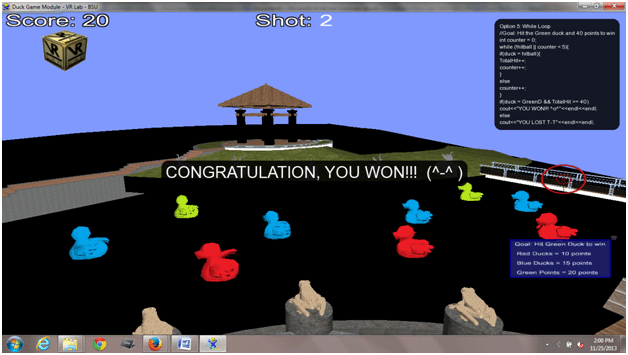 Duck Game Module - VR Lab - BSU
Score: 20
Shot: 2
Option 5: While Loop
//Goal: Hit the Green duck and 40 points to win
int counter = 0;
while (!hitball || counter < 5){
if(duck = hitball){
TotalHit++;
counter++;
}
else
counter++;
}
if(duck = GreenD && TotalHit >= 40)
cout<<"YOU WON!!! ^o^"<<endl<<endl;
else
cout<<"YOU LOST T-T"<<endl<<endl;
VR
CONGRATULATION, YOU WON!!! (^-^ )
Goal: Hit Green Duck to win
Red Ducks = 10 points
Blue Ducks = 15 points
Green Points = 20 points
2:00 PM
11/25/2013